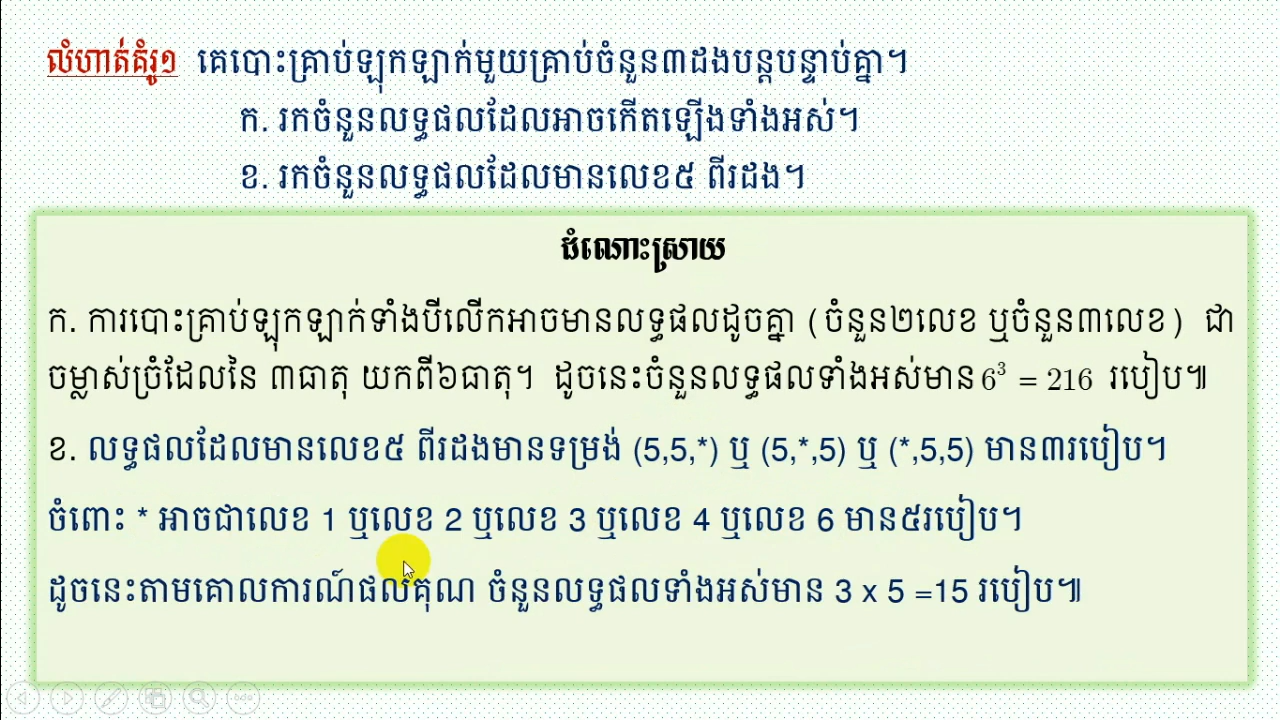 លំហាត់គំរូ១ គេបោះគ្រាប់ឡុកឡាក់មួយគ្រាប់ចំនួន៣ដងបន្តបន្ទាប់គ្នា។
ក. រកចំនួនលទ្ធផលដែលអាចកើតឡើងទាំងអស់។
ខ. រកចំនួនលទ្ធផលដែលមានលេខ៥ ពីរដង។
ដំណោះស្រាយ
ក. ការបោះគ្រាប់ឡុកឡាក់ទាំងបីលើកអាចមានលទ្ធផលដូចគ្នា (ចំនួន២លេខ ឬចំនួន៣លេខ) ជា
ចម្លាស់ច្រំដែលនៃ ៣ធាតុ យកពី៦ធាតុ។ ដូចនេះចំនួនលទ្ធផលទាំងអស់មាន 6³ = 216 របៀប៕
ខ. លទ្ធផលដែលមានលេខ៥ ពីរដងមានទម្រង់ (5,5,*) ឬ (5,*,5) ឬ (*,5,5) មាន៣របៀប។
ចំពោះ * អាចជាលេខ 1 ឬលេខ 2 ឬលេខ 3 ឬលេខ 4 ឬលេខ 6 មាន៥របៀប។
ដូចនេះតាមគោលការណ៍ផលគុណ ចំនួនលទ្ធផលទាំងអស់មាន 3 x 5 =15 របៀប៕